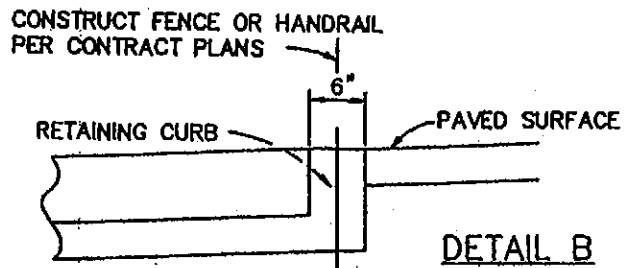 CONSTRUCT FENCE OR HANDRAIL
PER CONTRACT PLANS
6"
RETAINING CURB
PAVED SURFACE
DETAIL B